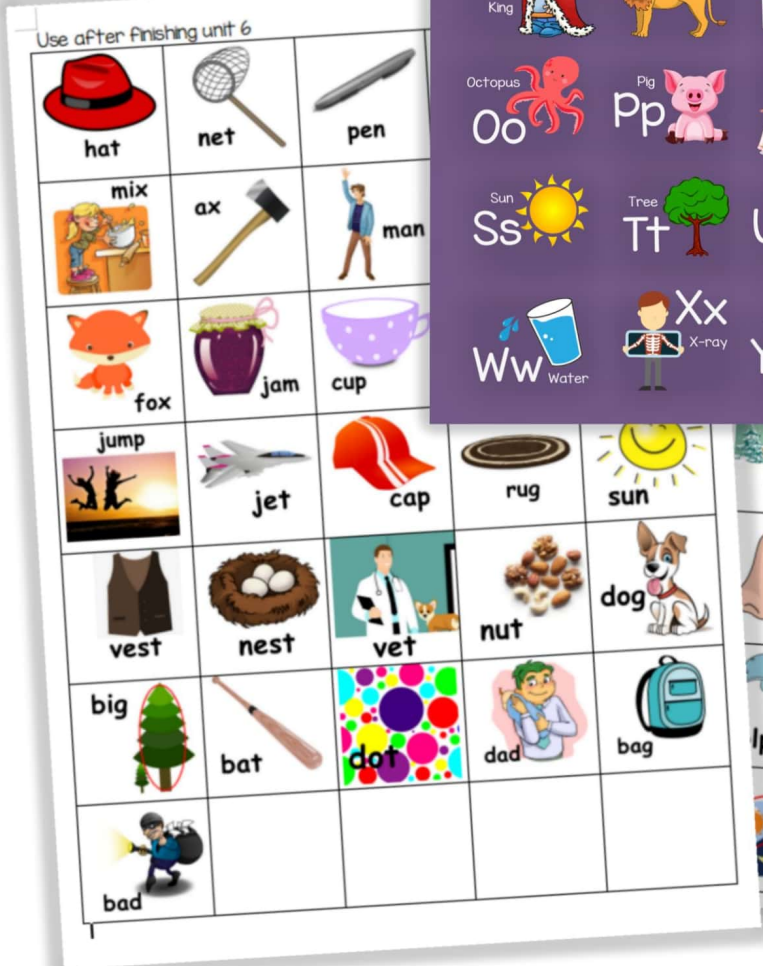 Use after finishing unit 6
hat
net
pen
mix
ax
man
fox
jam
cup
jump
jet
cap
rug
sun
vest
nest
vet
nut
dog
big
bat
dot
dad
bag
bad
King
Octopus
Oo
Pig
Pp
Sun
Ss
Tree
Tt
Ww
Water
Xx
X-ray